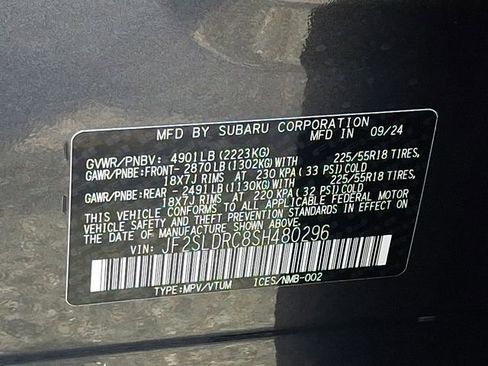 MFD BY SUBARU CORPORATION
MFD IN 09/24
GVWR/PNBV: 4901LB (2223KG)
GAWR/PNBE:FRONT- 2870LB (1302KG)WITH 225/55R18 TIRES,
18X7J RIMS AT 230 KPA( 33 PSI)COLD.
GAWR/PNBE:REAR - 2491LB (1130KG)WITH 225/55R18 TIRES,
18X7J RIMS AT 220 KPA( 32 PSI)COLD.
THIS VEHICLE CONFORMS TO ALL APPLICABLE FEDERAL MOTOR
VEHICLE SAFETY AND THEFT PREVENTION STANDARDS IN EFFECT ON THE
DATE OF MANUFACTURE SHOWN ABOVE.
VIN: JF2SLDRC8SH480296
TYPE:MPV/VTUM ICES/NMB-002